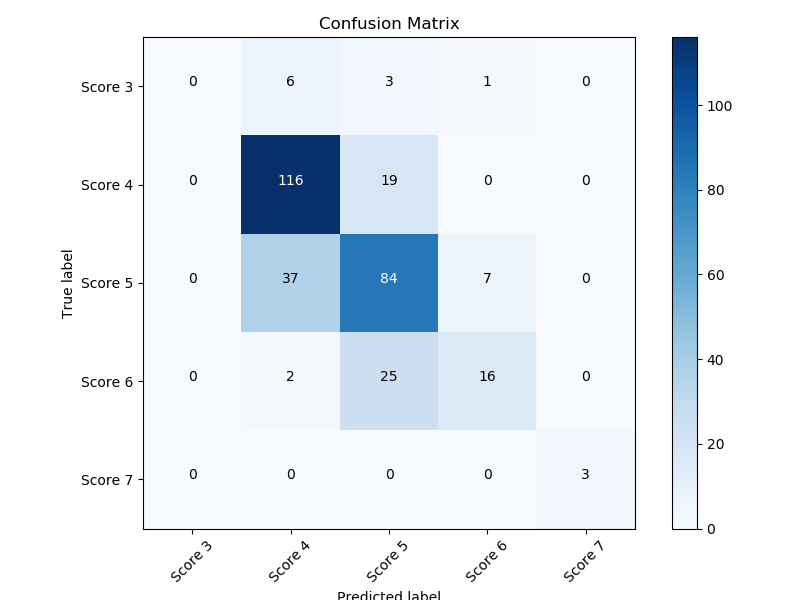 Confusion Matrix
Score 3 0 6 3 1 0
Score 4 0 116 19 0 0
Score 5 0 37 84 7 0
Score 6 0 2 25 16 0
Score 7 0 0 0 0 3
Score 3 Score 4 Score 5 Score 6 Score 7
True label
Predicted label
100
80
60
40
20
0